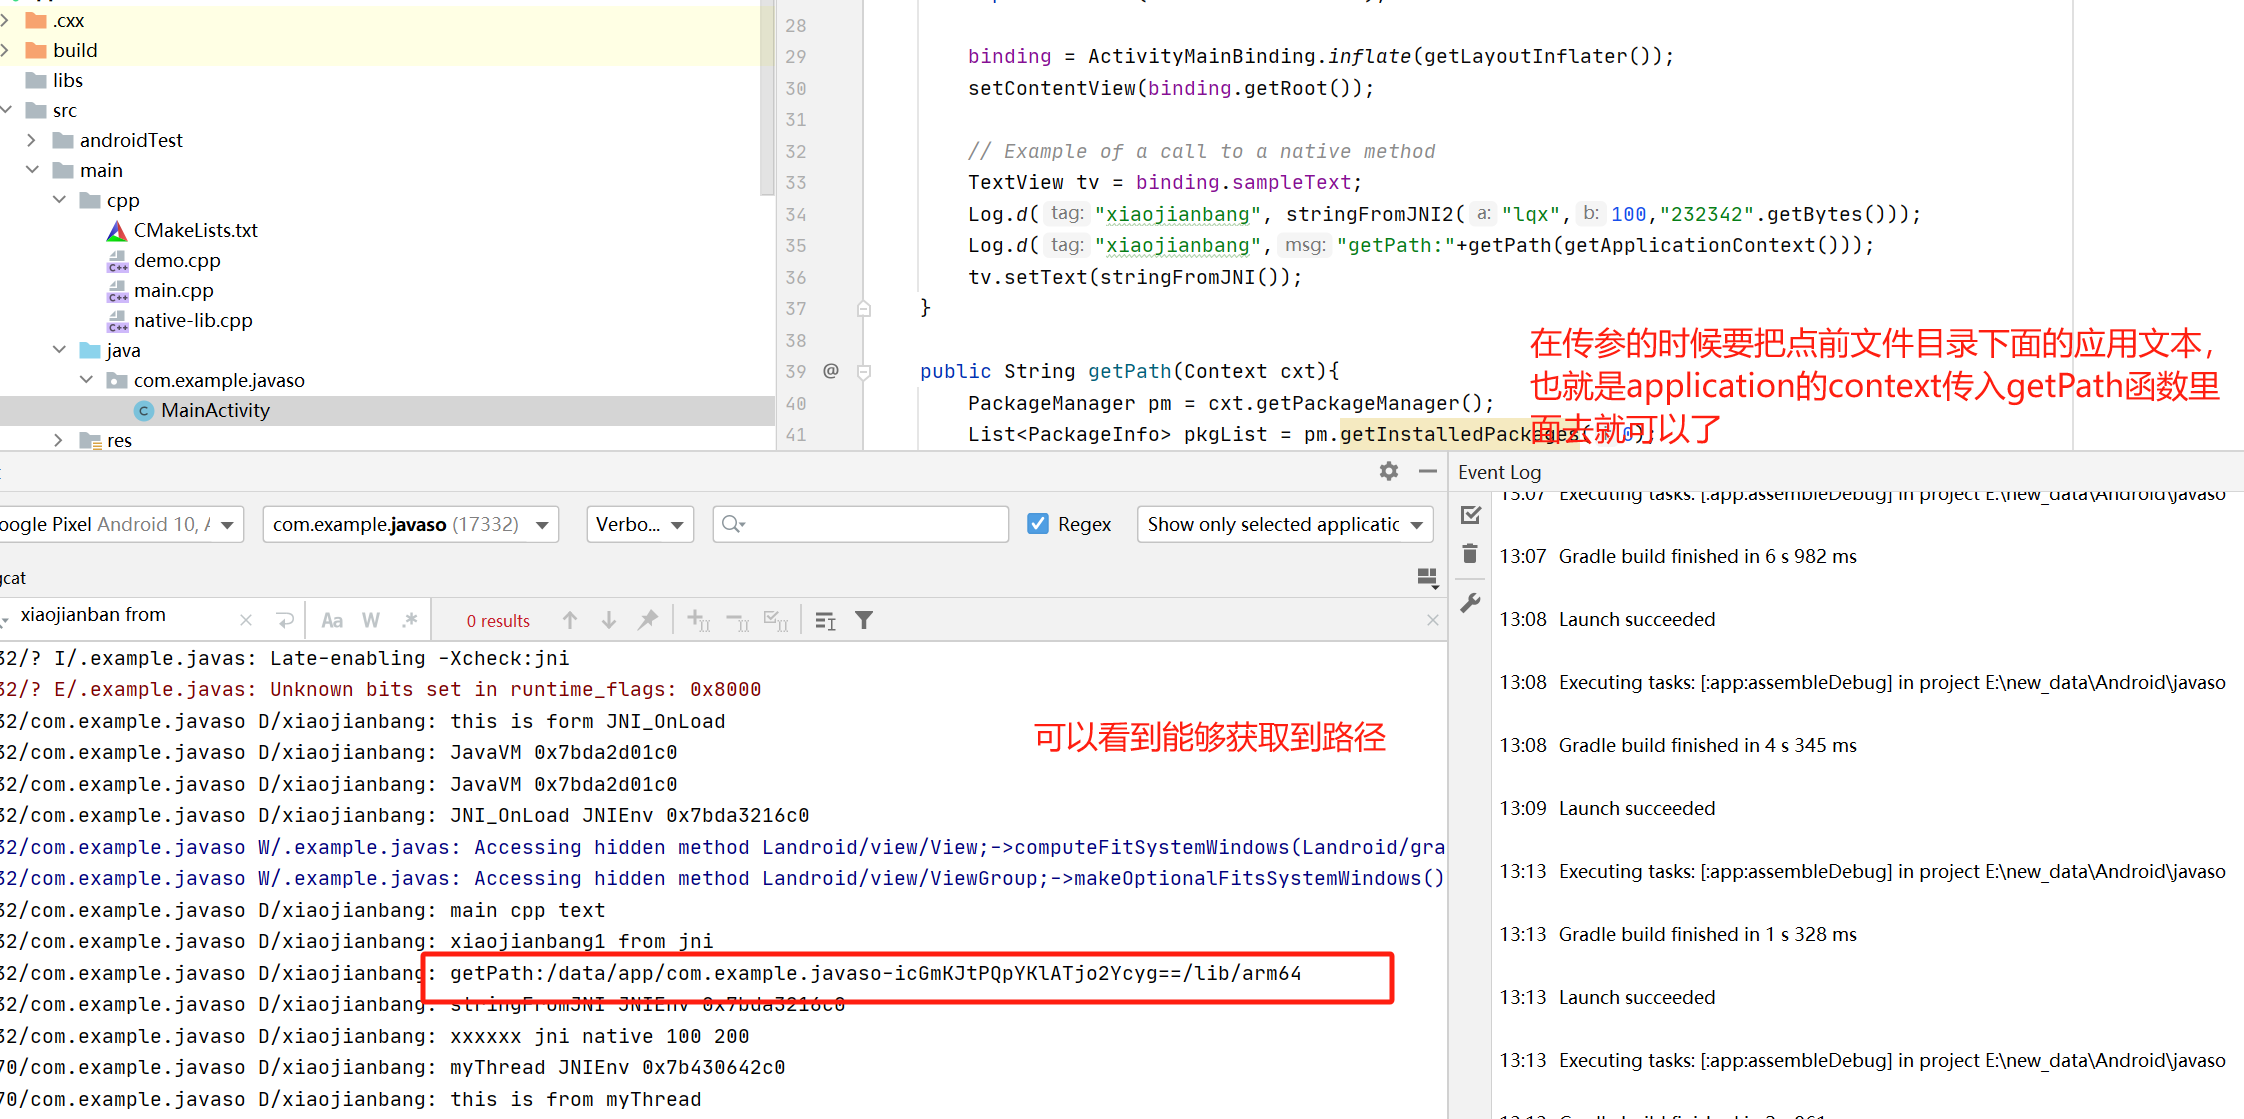 .cxx
build
libs
src
androidTest
main
cpp
CMakeLists.txt
demo.cpp
main.cpp
native-lib.cpp
java
com.example.javaso
MainActivity
res
28
29 binding = ActivityMainBinding.inflate(getLayoutInflater());
30 setContentView(binding.getRoot());
31
32 // Example of a call to a native method
33 TextView tv = binding.sampleText;
34 Log.d( tag: "xiaojianbang", stringFromJNI2( a: "lqx", b: 100,"232342".getBytes()));
35 Log.d( tag: "xiaojianbang", msg: "getPath:"+getPath(getApplicationContext()));
36 tv.setText(stringFromJNI());
37 }
38
39 @ public String getPath(Context cxt){
40 PackageManager pm = cxt.getPackageManager();
41 List<PackageInfo> pkgList = pm.getInstalledPackages( 0);
在传参的时候要把点前文件目录下面的应用文本，
也就是application的context传入getPath函数里
面去就可以了
oogle Pixel Android 10, A
com.example.javaso (17332)
Verbo...
Regex
Show only selected applicatic
gcat
xiaojianban from
Aa W .*
0 results
32/? I/.example.javas: Late-enabling -Xcheck:jni
32/? E/.example.javas: Unknown bits set in runtime_flags: 0x8000
32/com.example.javaso D/xiaojianbang: this is form JNI_OnLoad
32/com.example.javaso D/xiaojianbang: JavaVM 0x7bda2d01c0
32/com.example.javaso D/xiaojianbang: JavaVM 0x7bda2d01c0
32/com.example.javaso D/xiaojianbang: JNI_OnLoad JNIEnv 0x7bda3216c0
32/com.example.javaso W/.example.javas: Accessing hidden method Landroid/view/View;->computeFitSystemWindows(Landroid/gra
32/com.example.javaso W/.example.javas: Accessing hidden method Landroid/view/ViewGroup;->makeOptionalFitsSystemWindows()
32/com.example.javaso D/xiaojianbang: main cpp text
32/com.example.javaso D/xiaojianbang: xiaojianbang1 from jni
32/com.example.javaso D/xiaojianbang: getPath:/data/app/com.example.javaso-icGmKJtPQpYKlATjo2Ycyg==/lib/arm64
32/com.example.javaso D/xiaojianbang: stringFromJNI JNIEnv 0x7bda3216c0
32/com.example.javaso D/xiaojianbang: xxxxxx jni native 100 200
70/com.example.javaso D/xiaojianbang: myThread JNIEnv 0x7b430642c0
70/com.example.javaso D/xiaojianbang: this is from myThread
可以看到能够获取到路径
Event Log
13:07 Executing tasks: [:app:assembleDebug] in project E:\new_data\Android\javaso
13:07 Gradle build finished in 6 s 982 ms
13:08 Launch succeeded
13:08 Executing tasks: [:app:assembleDebug] in project E:\new_data\Android\javaso
13:08 Gradle build finished in 4 s 345 ms
13:09 Launch succeeded
13:13 Executing tasks: [:app:assembleDebug] in project E:\new_data\Android\javaso
13:13 Gradle build finished in 1 s 328 ms
13:13 Launch succeeded
13:13 Executing tasks: [:app:assembleDebug] in project E:\new_data\Android\javaso